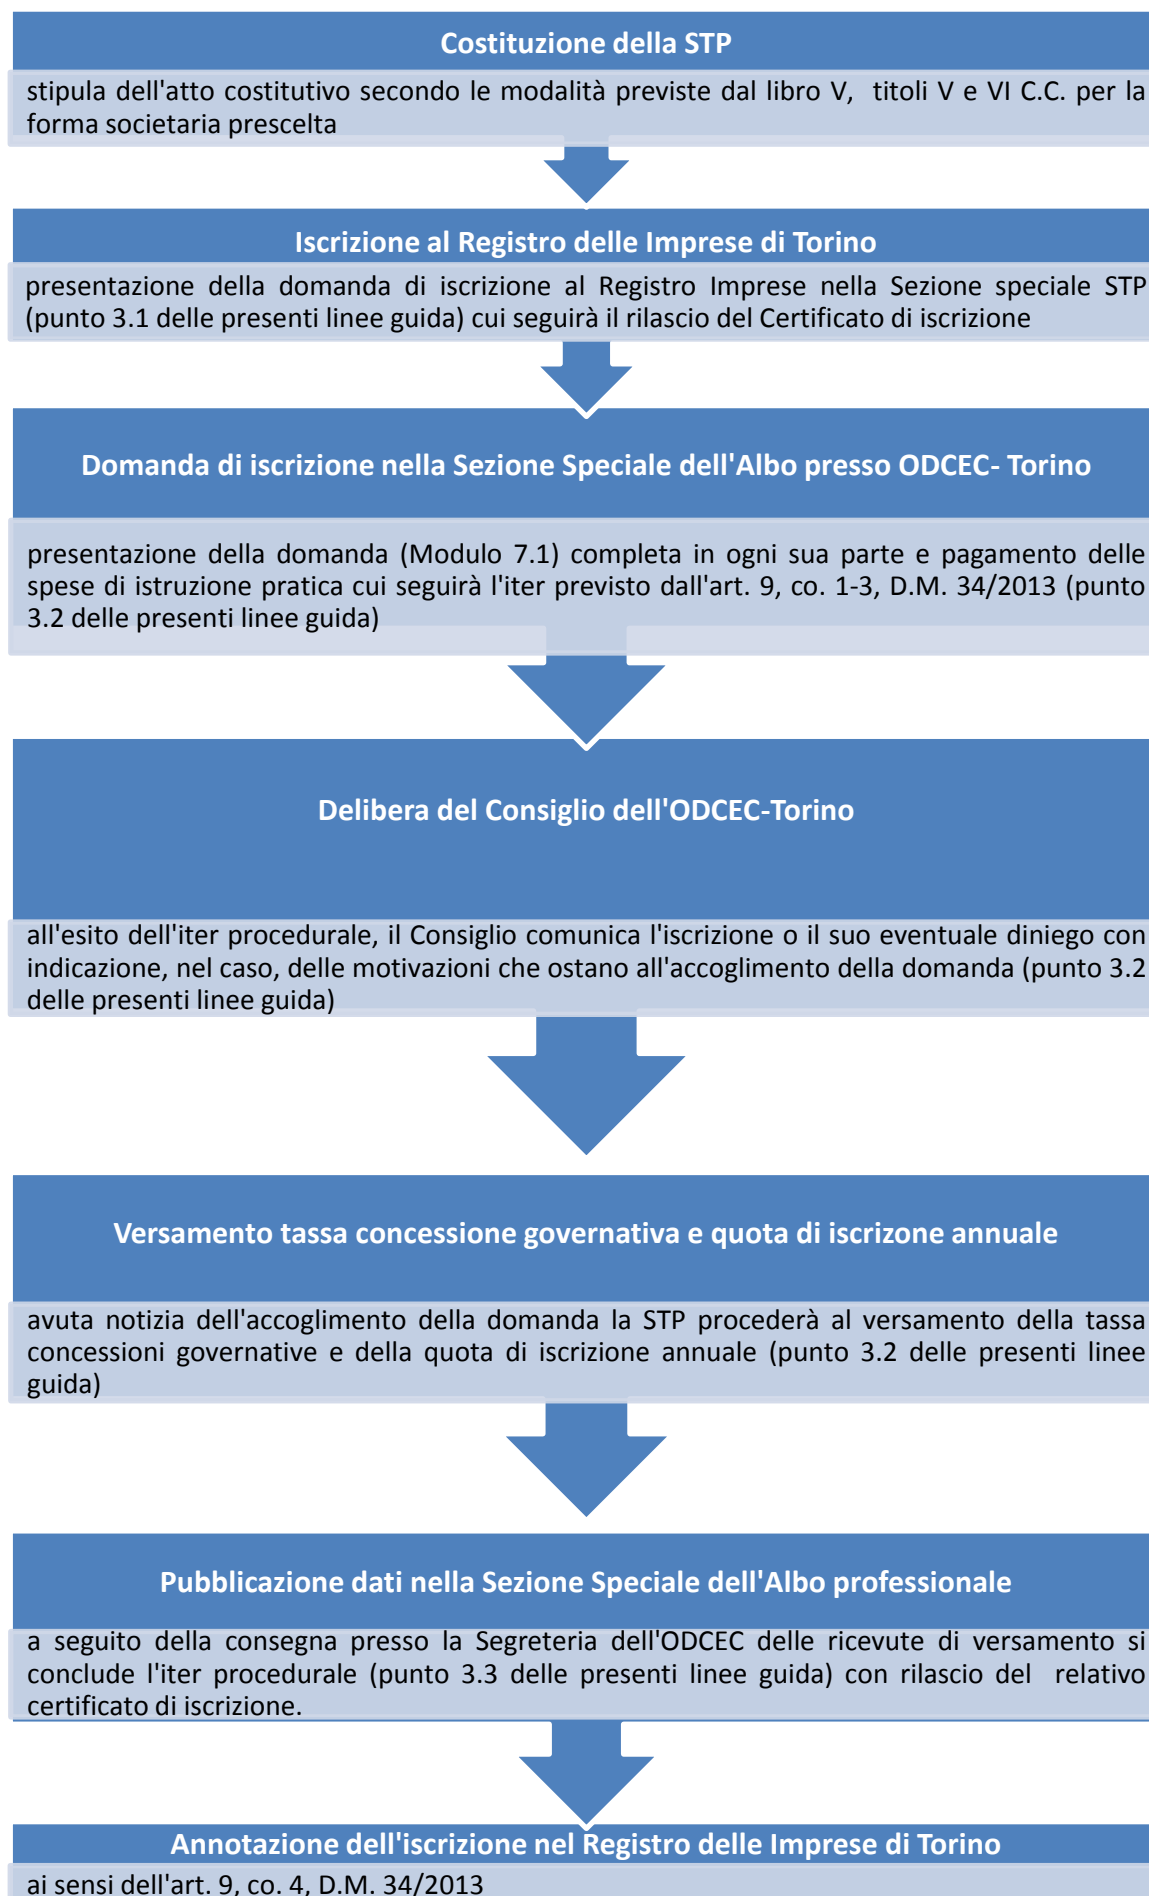 Costituzione della STP
stipula dell'atto costitutivo secondo le modalità previste dal libro V, titoli V e VI C.C. per la
forma societaria prescelta
Iscrizione al Registro delle Imprese di Torino
presentazione della domanda di iscrizione al Registro Imprese nella Sezione speciale STP
(punto 3.1 delle presenti linee guida) cui seguirà il rilascio del Certificato di iscrizione
Domanda di iscrizione nella Sezione Speciale dell'Albo presso ODCEC- Torino
presentazione della domanda (Modulo 7.1) completa in ogni sua parte e pagamento delle
spese di istruzione pratica cui seguirà l'iter previsto dall'art. 9, co. 1-3, D.M. 34/2013 (punto
3.2 delle presenti linee guida)
Delibera del Consiglio dell'ODCEC-Torino
all'esito dell'iter procedurale, il Consiglio comunica l'iscrizione o il suo eventuale diniego con
indicazione, nel caso, delle motivazioni che ostano all'accoglimento della domanda (punto 3.2
delle presenti linee guida)
Versamento tassa concessione governativa e quota di iscrizone annuale
avuta notizia dell'accoglimento della domanda la STP procederà al versamento della tassa
concessioni governative e della quota di iscrizione annuale (punto 3.2 delle presenti linee
guida)
Pubblicazione dati nella Sezione Speciale dell'Albo professionale
a seguito della consegna presso la Segreteria dell'ODCEC delle ricevute di versamento si
conclude l'iter procedurale (punto 3.3 delle presenti linee guida) con rilascio del relativo
certificato di iscrizione.
Annotazione dell'iscrizione nel Registro delle Imprese di Torino
ai sensi dell'art. 9, co. 4, D.M. 34/2013